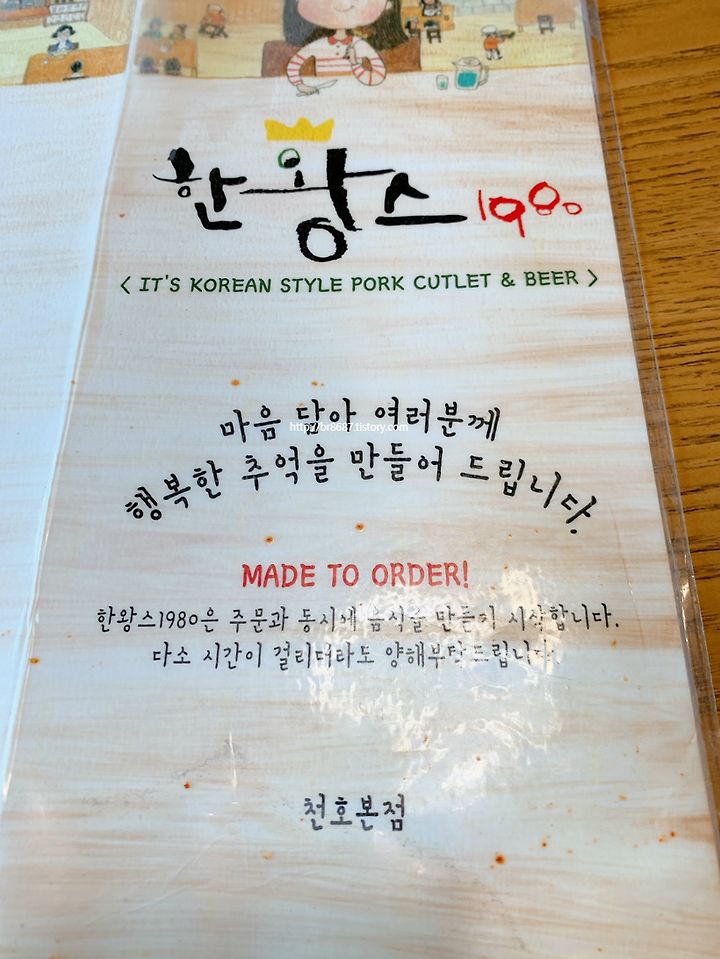 한왕스 1980
< IT'S KOREAN STYLE PORK CUTLET & BEER >
마음 담아 여러분께
http://br8687.tistory.com
행복한 추억을 만들어 드립니다.
MADE TO ORDER!
한왕스1980은 주문과 동시에 음식을 만들기 시작합니다.
다소 시간이 걸리더라도 양해부탁드립니다.
천호본점